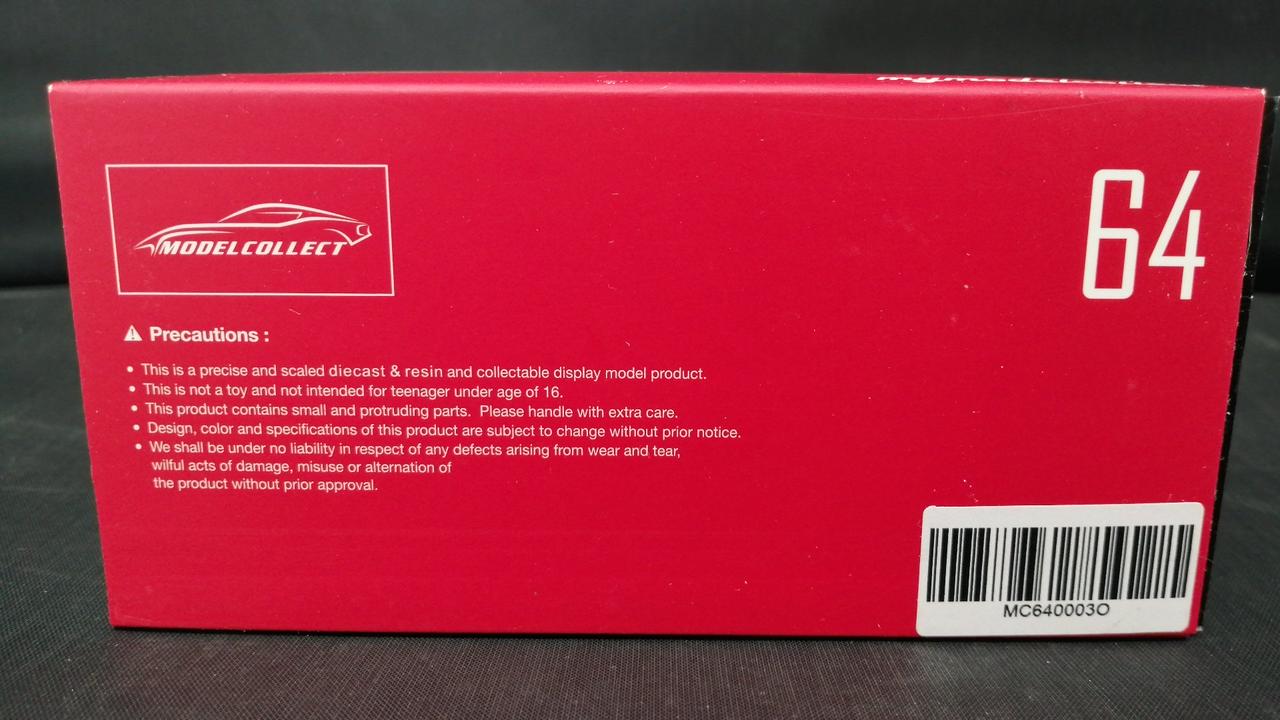 MODELCOLLECT
64
Precautions :
• This is a precise and scaled diecast & resin and collectable display model product.
• This is not a toy and not intended for teenager under age of 16.
• This product contains small and protruding parts. Please handle with extra care.
• Design, color and specifications of this product are subject to change without prior notice.
• We shall be under no liability in respect of any defects arising from wear and tear,
wilful acts of damage, misuse or alternation of
the product without prior approval.
MC640003O